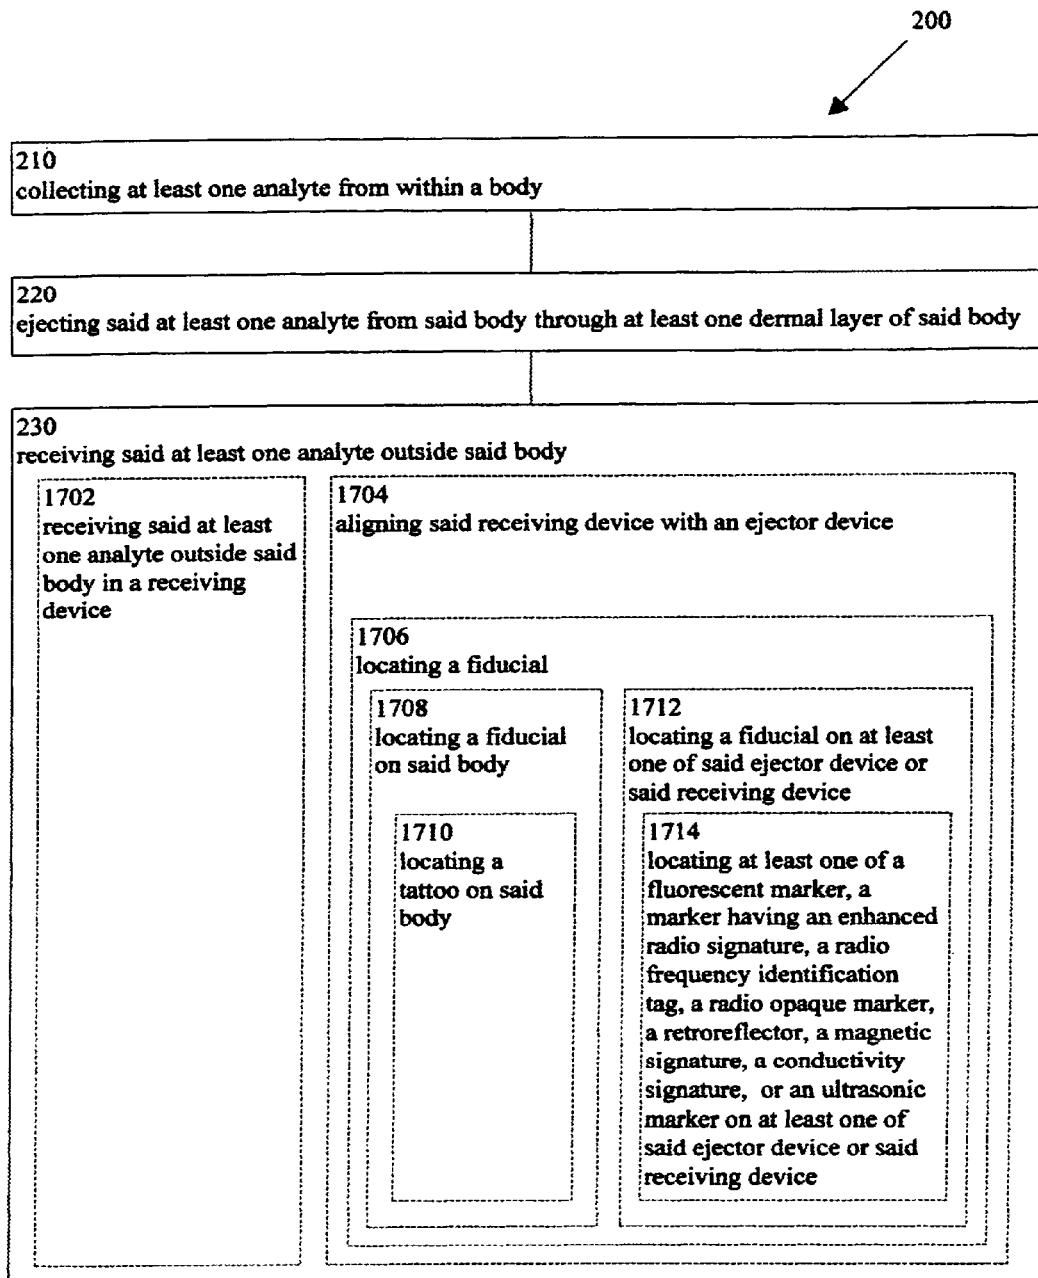 200
210
collecting at least one analyte from within a body
220
ejecting said at least one analyte from said body through at least one dermal layer of said body
230
receiving said at least one analyte outside said body
1702
receiving said at least
one analyte outside said
body in a receiving
device
1704
aligning said receiving device with an ejector device
1706
locating a fiducial
1708
locating a fiducial
on said body
1710
locating a
tattoo on said
body
1712
locating a fiducial on at least
one of said ejector device or
said receiving device
1714
locating at least one of a
fluorescent marker, a
marker having an enhanced
radio signature, a radio
frequency identification
tag, a radio opaque marker,
a retroreflector, a magnetic
signature, a conductivity
signature, or an ultrasonic
marker on at least one of
said ejector device or said
receiving device